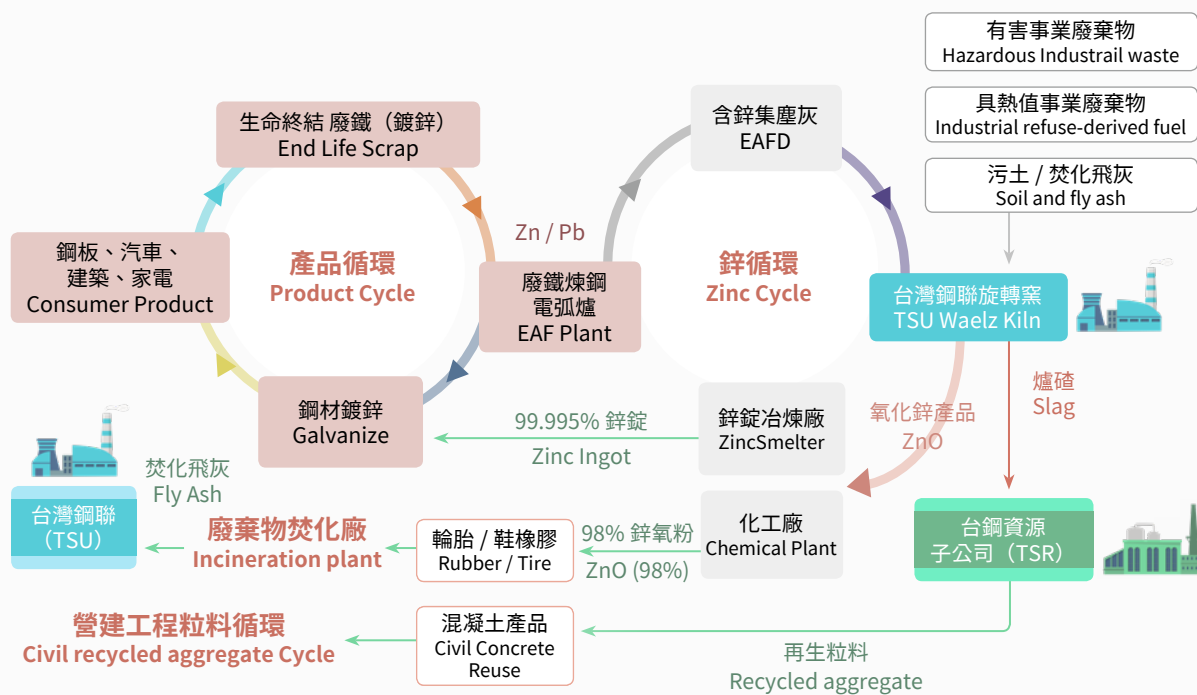 有害事業廢棄物
Hazardous Industrail waste
具熱值事業廢棄物
Industrial refuse-derived fuel
污土 / 焚化飛灰
Soil and fly ash
生命終結 廢鐵（鍍鋅）
End Life Scrap
含鋅集塵灰
EAFD
鋼板、汽車、
建築、家電
Consumer Product
產品循環
Product Cycle
Zn / Pb
廢鐵煉鋼
電弧爐
EAF Plant
鋅循環
Zinc Cycle
台灣鋼聯旋轉窯
TSU Waelz Kiln
鋼材鍍鋅
Galvanize
99.995% 鋅錠
Zinc Ingot
鋅錠冶煉廠
ZincSmelter
氧化鋅產品
ZnO
爐碴
Slag
焚化飛灰
Fly Ash
台灣鋼聯
（TSU）
廢棄物焚化廠
Incineration plant
輪胎 / 鞋橡膠
Rubber / Tire
98% 鋅氧粉
ZnO (98%)
化工廠
Chemical Plant
台鋼資源
子公司（TSR）
營建工程粒料循環
Civil recycled aggregate Cycle
混凝土產品
Civil Concrete
Reuse
再生粒料
Recycled aggregate